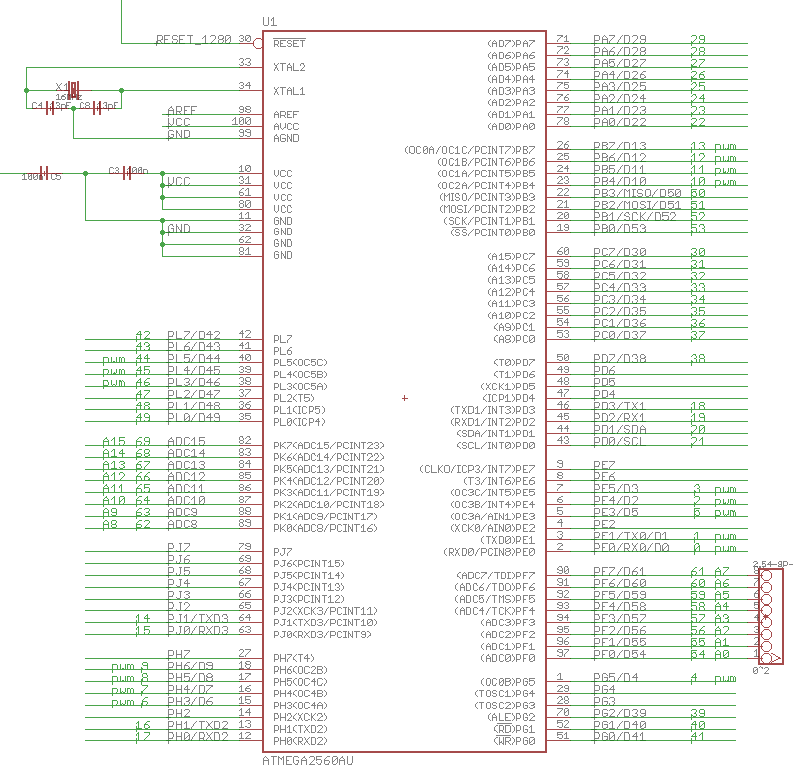 U1
RESET_1280 30 RESET
33 XTAL2
34 XTAL1
X1
C4
AREF 98 AREF
VCC 100 AVCC
GND 99 AGND
C5 C3
10 VCC
VCC 31 VCC
61 VCC
80 VCC
11 GND
GND 32 GND
62 GND
81 GND
42 PL7/D42 42 PL7
43 PL6/D43 41 PL6
pwm 44 PL5/D44 40 PL5(OC5C)
pwm 45 PL4/D45 39 PL4(OC5B)
pwm 46 PL3/D46 38 PL3(OC5A)
47 PL2/D47 37 PL2(T5)
48 PL1/D48 36 PL1(ICP5)
49 PL0/D49 35 PL0(ICP4)
A15 69 ADC15 82 PK7(ADC15/PCINT23)
A14 68 ADC14 83 PK6(ADC14/PCINT22)
A13 67 ADC13 84 PK5(ADC13/PCINT21)
A12 66 ADC12 85 PK4(ADC12/PCINT20)
A11 65 ADC11 86 PK3(ADC11/PCINT19)
A10 64 ADC10 87 PK2(ADC10/PCINT18)
A9 63 ADC9 88 PK1(ADC9/PCINT17)
A8 62 ADC8 89 PK0(ADC8/PCINT16)
PJ7 79 PJ7
PJ6 69 PJ6(PCINT15)
PJ5 68 PJ5(PCINT14)
PJ4 67 PJ4(PCINT13)
PJ3 66 PJ3(PCINT12)
PJ2 65 PJ2(XCK3/PCINT11)
14 PJ1/TXD3 64 PJ1(TXD3/PCINT10)
15 PJ0/RXD3 63 PJ0(RXD3/PCINT9)
PH7 27 PH7(T4)
pwm 9 PH6/D9 18 PH6(OC2B)
pwm 8 PH5/D8 17 PH5(OC4C)
pwm 7 PH4/D7 16 PH4(OC4B)
pwm 6 PH3/D6 15 PH3(OC4A)
PH2 14 PH2(XCK2)
16 PH1/TXD2 13 PH1(TXD2)
17 PH0/RXD2 12 PH0(RXD2)
(AD7)PA7 71 PA7/D29 29
(AD6)PA6 72 PA6/D28 28
(AD5)PA5 73 PA5/D27 27
(AD4)PA4 74 PA4/D26 26
(AD3)PA3 75 PA3/D25 25
(AD2)PA2 76 PA2/D24 24
(AD1)PA1 77 PA1/D23 23
(AD0)PA0 78 PA0/D22 22
(OC0A/OC1C/PCINT7)PB7 26 PB7/D13 13 pwm
(OC1B/PCINT6)PB6 25 PB6/D12 12 pwm
(OC1A/PCINT5)PB5 24 PB5/D11 11 pwm
(OC2A/PCINT4)PB4 23 PB4/D10 10 pwm
(MISO/PCINT3)PB3 22 PB3/MISO/D50 50
(MOSI/PCINT2)PB2 21 PB2/MOSI/D51 51
(SCK/PCINT1)PB1 20 PB1/SCK/D52 52
(SS/PCINT0)PB0 19 PB0/D53 53
(A15)PC7 60 PC7/D30 30
(A14)PC6 59 PC6/D31 31
(A13)PC5 58 PC5/D32 32
(A12)PC4 57 PC4/D33 33
(A11)PC3 56 PC3/D34 34
(A10)PC2 55 PC2/D35 35
(A9)PC1 54 PC1/D36 36
(A8)PC0 53 PC0/D37 37
(T0)PD7 50 PD7/D38 38
(T1)PD6 49 PD6
(XCK1)PD5 48 PD5
(ICP1)PD4 47 PD4
(TXD1/INT3)PD3 46 PD3/TX1 18
(RXD1/INT2)PD2 45 PD2/RX1 19
(SDA/INT1)PD1 44 PD1/SDA 20
(SCL/INT0)PD0 43 PD0/SCL 21
(CLKO/ICP3/INT7)PE7 9 PE7
(T3/INT6)PE6 8 PE6
(OC3C/INT5)PE5 7 PE5/D3 3 pwm
(OC3B/INT4)PE4 6 PE4/D2 2 pwm
(OC3A/AIN1)PE3 5 PE3/D5 5 pwm
(XCK0/AIN0)PE2 4 PE2
(TXD0)PE1 3 PE1/TX0/D1 1 pwm
(RXD0/PCIN8)PE0 2 PE0/RX0/D0 0 pwm
(ADC7/TDI)PF7 90 PF7/D61 61 A7
(ADC6/TDO)PF6 91 PF6/D60 60 A6
(ADC5/TMS)PF5 92 PF5/D59 59 A5
(ADC4/TCK)PF4 93 PF4/D58 58 A4
(ADC3)PF3 94 PF3/D57 57 A3
(ADC2)PF2 95 PF2/D56 56 A2
(ADC1)PF1 96 PF1/D55 55 A1
(ADC0)PF0 97 PF0/D54 54 A0
(OC0B)PG5 1 PG5/D4 4 pwm
(TOSC1)PG4 29 PG4
(TOSC2)PG3 28 PG3
(ALE)PG2 70 PG2/D39 39
(RD)PG1 52 PG1/D40 40
(WR)PG0 51 PG0/D41 41
ATMEGA2560AU